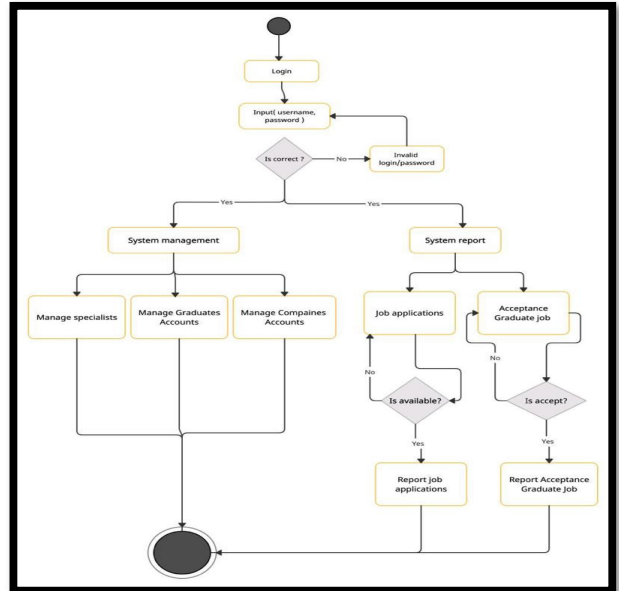 Login
Input( username,
password )
Is correct ?
No
Invalid
login/password
Yes
Yes
System management
System report
Manage specialists
Manage Graduates
Accounts
Manage Compaines
Accounts
Job applications
Acceptance
Graduate job
No
No
Is available?
Is accept?
Yes
Yes
Report job
applications
Report Acceptance
Graduate Job